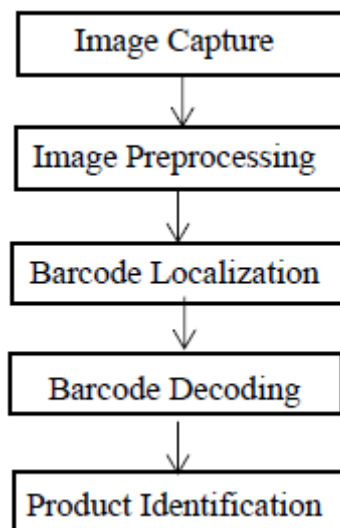 Image Capture
Image Preprocessing
Barcode Localization
Barcode Decoding
Product Identification